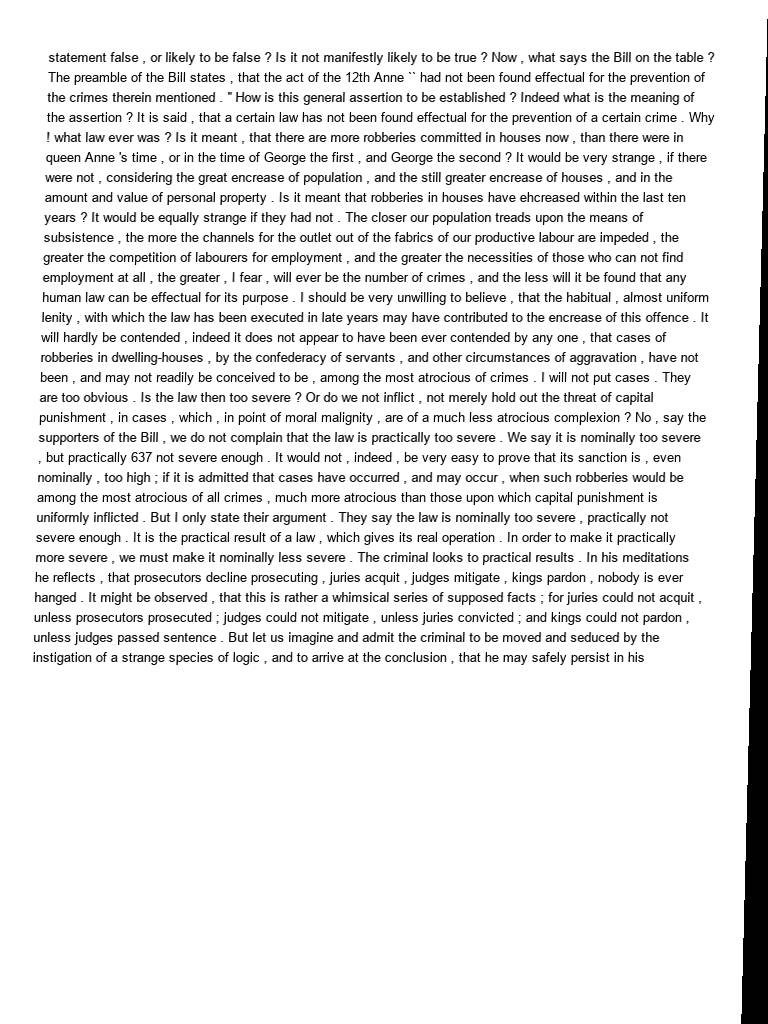 statement false , or likely to be false ? Is it not manifestly likely to be true ? Now , what says the Bill on the table ?
The preamble of the Bill states , that the act of the 12th Anne `` had not been found effectual for the prevention of
the crimes therein mentioned . " How is this general assertion to be established ? Indeed what is the meaning of
the assertion ? It is said , that a certain law has not been found effectual for the prevention of a certain crime . Why
! what law ever was ? Is it meant , that there are more robberies committed in houses now , than there were in
queen Anne 's time , or in the time of George the first , and George the second ? It would be very strange , if there
were not , considering the great encrease of population , and the still greater encrease of houses , and in the
amount and value of personal property . Is it meant that robberies in houses have ehcreased within the last ten
years ? It would be equally strange if they had not . The closer our population treads upon the means of
subsistence , the more the channels for the outlet out of the fabrics of our productive labour are impeded , the
greater the competition of labourers for employment , and the greater the necessities of those who can not find
employment at all , the greater , I fear , will ever be the number of crimes , and the less will it be found that any
human law can be effectual for its purpose . I should be very unwilling to believe , that the habitual , almost uniform
lenity , with which the law has been executed in late years may have contributed to the encrease of this offence . It
will hardly be contended , indeed it does not appear to have been ever contended by any one , that cases of
robberies in dwelling-houses , by the confederacy of servants , and other circumstances of aggravation , have not
been , and may not readily be conceived to be , among the most atrocious of crimes . I will not put cases . They
are too obvious . Is the law then too severe ? Or do we not inflict , not merely hold out the threat of capital
punishment , in cases , which , in point of moral malignity , are of a much less atrocious complexion ? No , say the
supporters of the Bill , we do not complain that the law is practically too severe . We say it is nominally too severe
, but practically 637 not severe enough . It would not , indeed , be very easy to prove that its sanction is , even
nominally , too high ; if it is admitted that cases have occurred , and may occur , when such robberies would be
among the most atrocious of all crimes , much more atrocious than those upon which capital punishment is
uniformly inflicted . But I only state their argument . They say the law is nominally too severe , practically not
severe enough . It is the practical result of a law , which gives its real operation . In order to make it practically
more severe , we must make it nominally less severe . The criminal looks to practical results . In his meditations
he reflects , that prosecutors decline prosecuting , juries acquit , judges mitigate , kings pardon , nobody is ever
hanged . It might be observed , that this is rather a whimsical series of supposed facts ; for juries could not acquit ,
unless prosecutors prosecuted ; judges could not mitigate , unless juries convicted ; and kings could not pardon ,
unless judges passed sentence . But let us imagine and admit the criminal to be moved and seduced by the
instigation of a strange species of logic , and to arrive at the conclusion , that he may safely persist in his